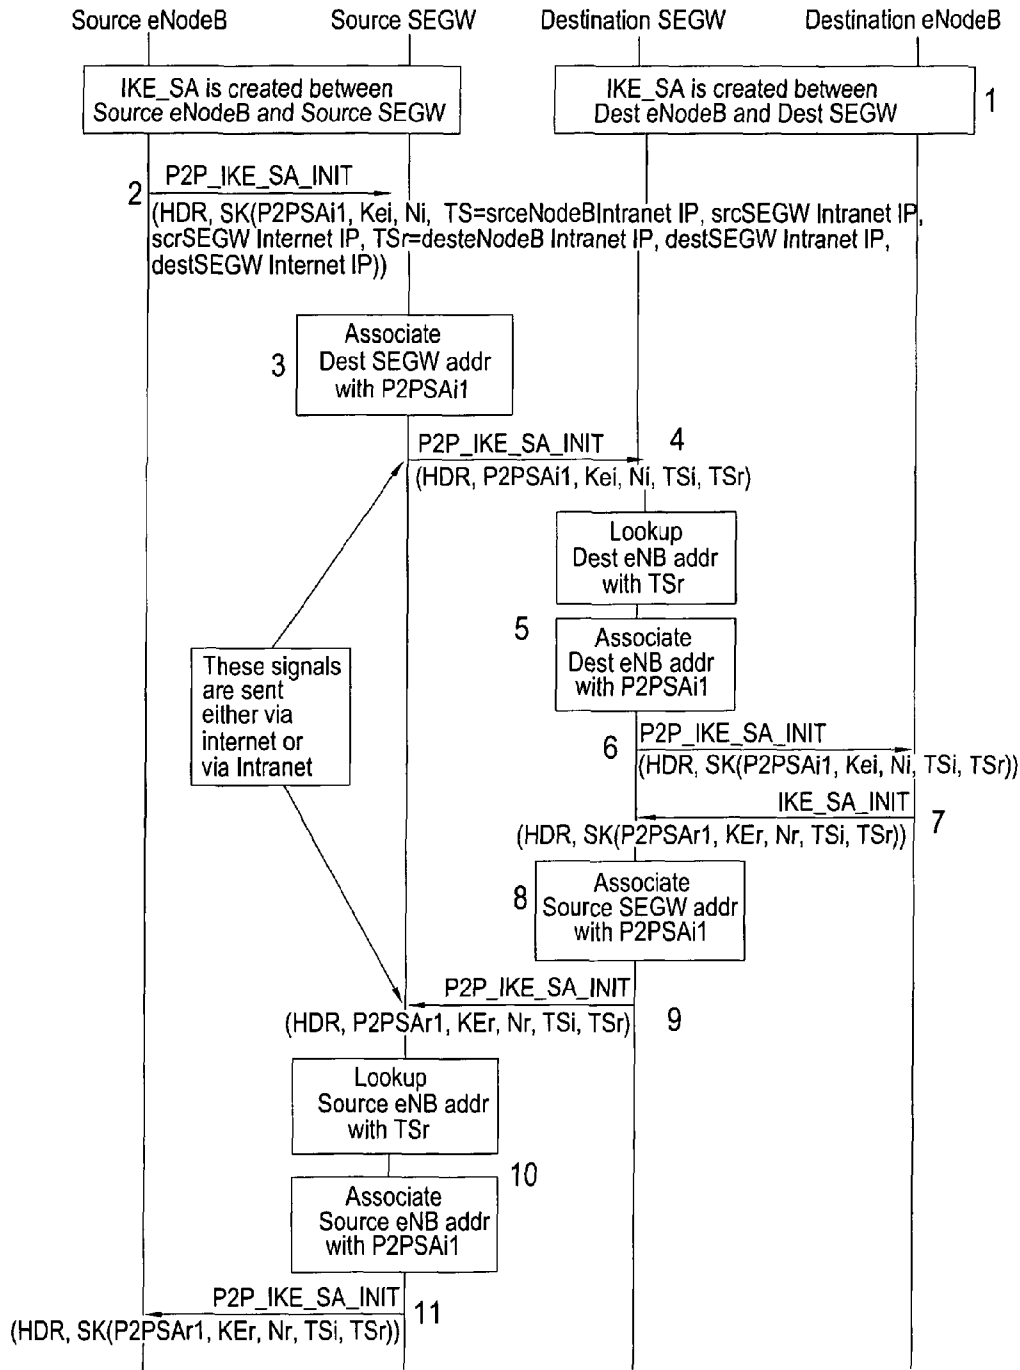 Source eNodeB
Source SEGW
Destination SEGW
Destination eNodeB
IKE_SA is created between
Source eNodeB and Source SEGW
IKE_SA is created between
Dest eNodeB and Dest SEGW
1
P2P_IKE_SA_INIT
2
(HDR, SK(P2PSAi1, Kei, Ni, TS=srceNodeBIntranet IP, srcSEGW Intranet IP,
scrSEGW Internet IP, TSr=desteNodeB Intranet IP, destSEGW Intranet IP,
destSEGW Internet IP))
3
Associate
Dest SEGW addr
with P2PSAi1
P2P_IKE_SA_INIT
4
(HDR, P2PSAi1, Kei, Ni, TSi, TSr)
Lookup
Dest eNB addr
with TSr
5
Associate
Dest eNB addr
with P2PSAi1
These signals
are sent
either via
internet or
via Intranet
6
P2P_IKE_SA_INIT
(HDR, SK(P2PSAi1, Kei, Ni, TSi, TSr))
IKE_SA_INIT
7
(HDR, SK(P2PSAr1, KEr, Nr, TSi, TSr))
8
Associate
Source SEGW addr
with P2PSAi1
P2P_IKE_SA_INIT
9
(HDR, P2PSAr1, KEr, Nr, TSi, TSr)
Lookup
Source eNB addr
with TSr
10
Associate
Source eNB addr
with P2PSAi1
P2P_IKE_SA_INIT
11
(HDR, SK(P2PSAr1, KEr, Nr, TSi, TSr))